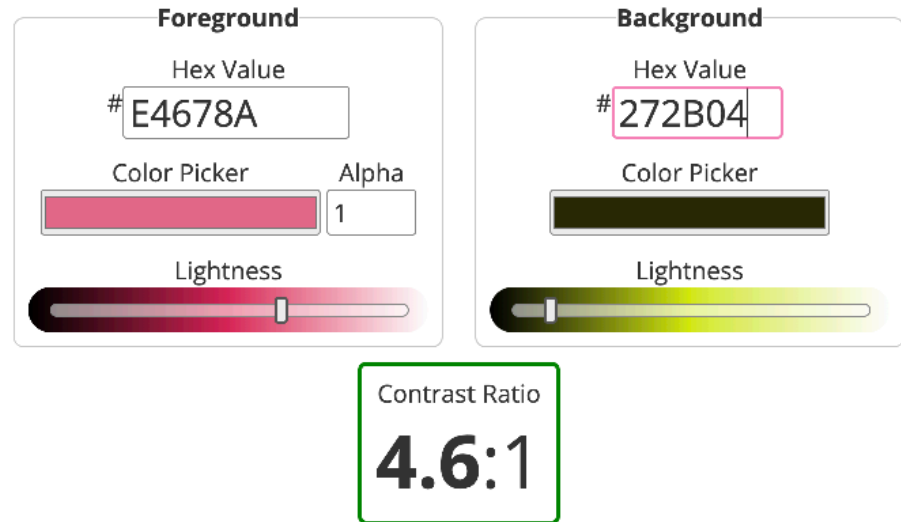 Foreground
Hex Value
# E4678A
Color Picker
Alpha
1
Lightness
Background
Hex Value
# 272B04
Color Picker
Lightness
Contrast Ratio
4.6:1